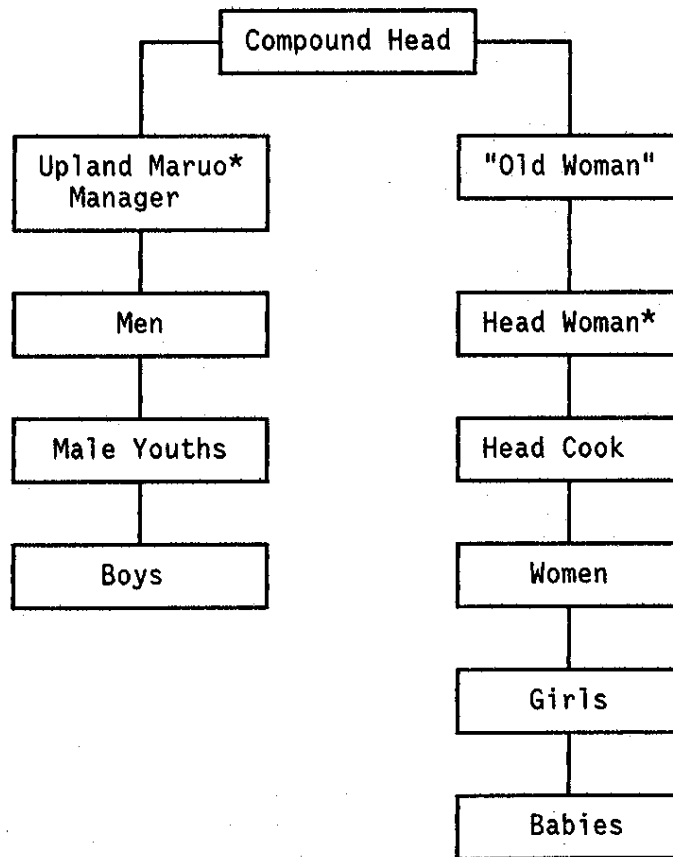 Compound Head
Upland Maruo*
Manager
"Old Woman"
Men
Head Woman*
Male Youths
Head Cook
Boys
Women
Girls
Babies